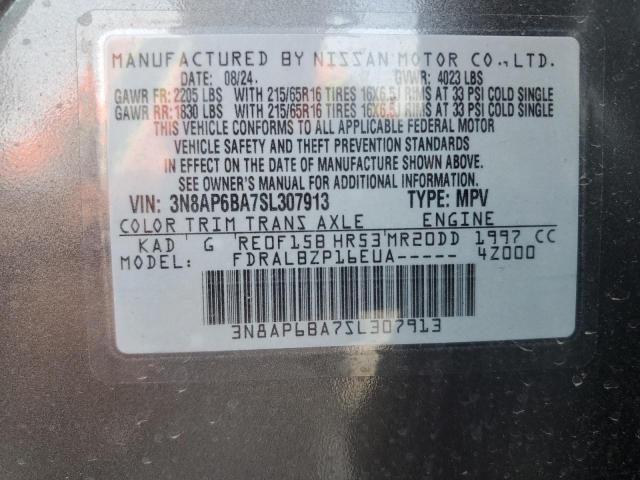 MANUFACTURED BY NISSAN MOTOR CO.,LTD.
DATE: 08/24. GVWR: 4023 LBS
GAWR FR: 2205 LBS WITH 215/65R16 TIRES 16X6.5J RIMS AT 33 PSI COLD SINGLE
GAWR RR: 1830 LBS WITH 215/65R16 TIRES 16X6.5J RIMS AT 33 PSI COLD SINGLE
THIS VEHICLE CONFORMS TO ALL APPLICABLE FEDERAL MOTOR
VEHICLE SAFETY AND THEFT PREVENTION STANDARDS
IN EFFECT ON THE DATE OF MANUFACTURE SHOWN ABOVE.
SEE OWNER'S MANUAL FOR ADDITIONAL INFORMATION.
VIN: 3N8AP6BA7SL307913 TYPE: MPV
COLOR TRIM TRANS AXLE ENGINE
KAD G RE0F15B HR53 MR20DD 1997 CC
MODEL: FDRALBZP16EUA----- 4Z000
3N8AP6BA7SL307913